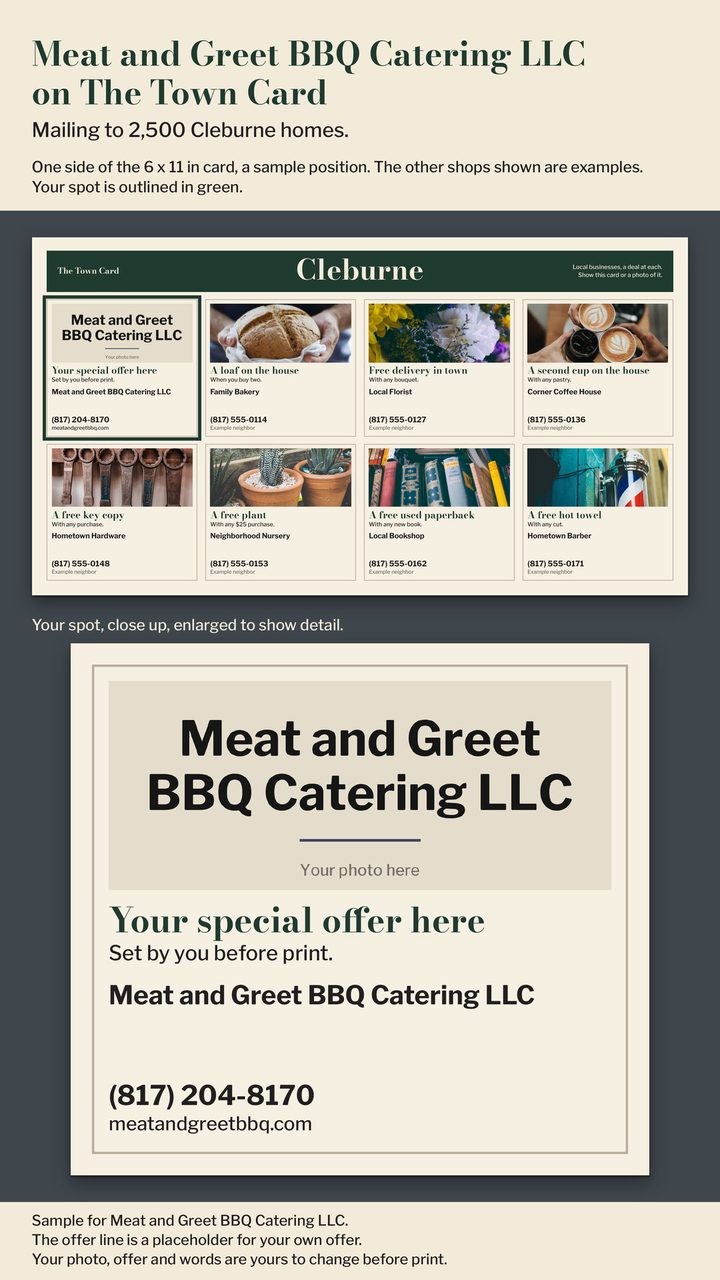 Meat and Greet BBQ Catering LLC
on The Town Card
Mailing to 2,500 Cleburne homes.
One side of the 6 x 11 in card, a sample position. The other shops shown are examples.
Your spot is outlined in green.
The Town Card
Cleburne
Local businesses, a deal at each.
Show this card or a photo of it.
Meat and Greet
BBQ Catering LLC
Your photo here
Your special offer here
Set by you before print.
Meat and Greet BBQ Catering LLC
(817) 204-8170
meatandgreetbbq.com
A loaf on the house
When you buy two.
Family Bakery
(817) 555-0114
Example neighbor
Free delivery in town
With any bouquet.
Local Florist
(817) 555-0127
Example neighbor
A second cup on the house
With any pastry.
Corner Coffee House
(817) 555-0136
Example neighbor
A free key copy
With any purchase.
Hometown Hardware
(817) 555-0148
Example neighbor
A free plant
With any $25 purchase.
Neighborhood Nursery
(817) 555-0153
Example neighbor
A free used paperback
With any new book.
Local Bookshop
(817) 555-0162
Example neighbor
A free hot towel
With any cut.
Hometown Barber
(817) 555-0171
Example neighbor
Your spot, close up, enlarged to show detail.
Meat and Greet
BBQ Catering LLC
Your photo here
Your special offer here
Set by you before print.
Meat and Greet BBQ Catering LLC
(817) 204-8170
meatandgreetbbq.com
Sample for Meat and Greet BBQ Catering LLC.
The offer line is a placeholder for your own offer.
Your photo, offer and words are yours to change before print.